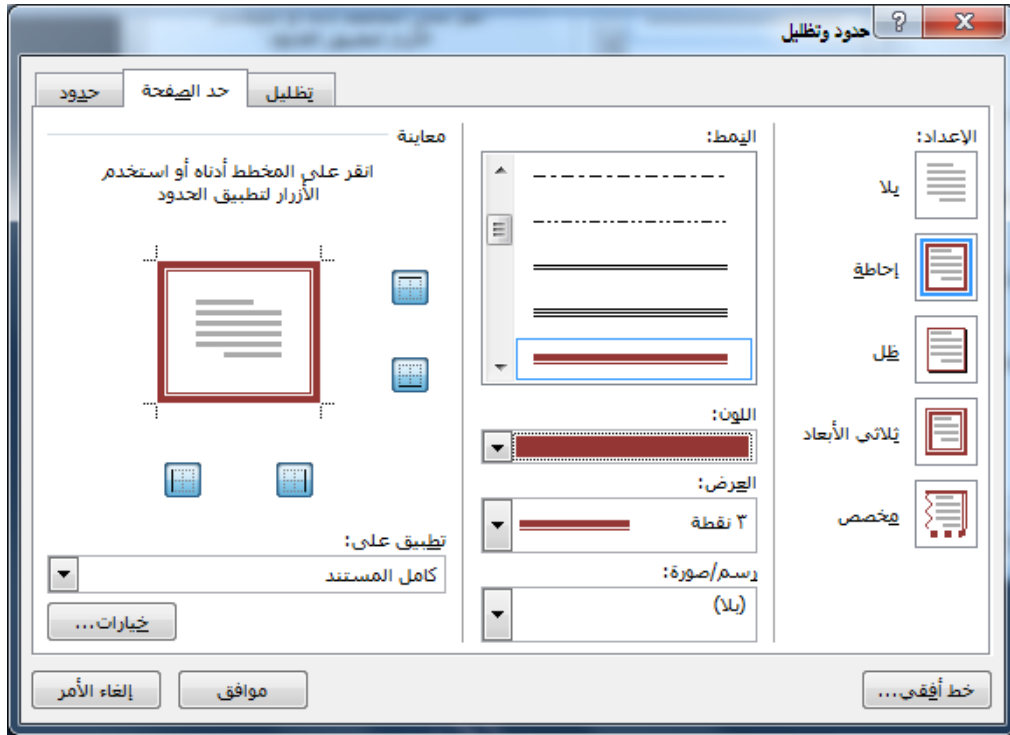 حدود وتظليل
حدود
حد الصفحة
تظليل
الإعداد:
بلا
إحاطة
ظل
ثلاثي الأبعاد
مخصص
النمط:
اللون:
العرض:
٣ نقطة
رسم/صورة:
(بلا)
معاينة
انقر على المخطط أدناه أو استخدم
الأزرار لتطبيق الحدود
تطبيق على:
كامل المستند
خيارات...
خط أفقي...
موافق
إلغاء الأمر